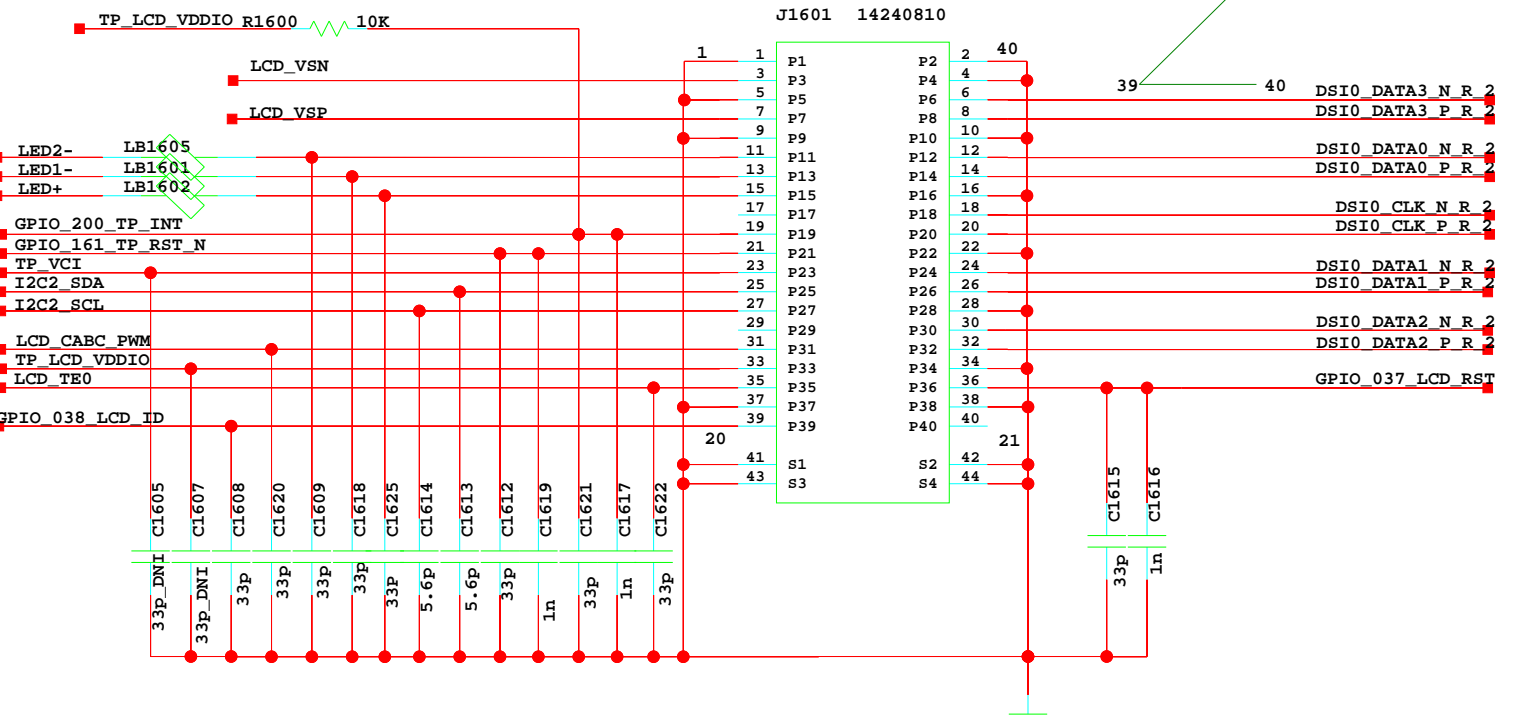 J1601 14240810
TP_LCD_VDDIO R1600 10K
1 1 P1 P2 2 40
LCD_VSN 3 P3 P4 4
39 40
5 P5 P6 6 DSI0_DATA3_N_R_2
LCD_VSP 7 P7 P8 8 DSI0_DATA3_P_R_2
9 P9 P10 10
LED2- LB1605 11 P11 P12 12 DSI0_DATA0_N_R_2
LED1- LB1601 13 P13 P14 14 DSI0_DATA0_P_R_2
LED+ LB1602 15 P15 P16 16
17 P17 P18 18 DSI0_CLK_N_R_2
GPIO_200_TP_INT 19 P19 P20 20 DSI0_CLK_P_R_2
GPIO_161_TP_RST_N 21 P21 P22 22
TP_VCI 23 P23 P24 24 DSI0_DATA1_N_R_2
I2C2_SDA 25 P25 P26 26 DSI0_DATA1_P_R_2
I2C2_SCL 27 P27 P28 28
29 P29 P30 30 DSI0_DATA2_N_R_2
LCD_CABC_PWM 31 P31 P32 32 DSI0_DATA2_P_R_2
TP_LCD_VDDIO 33 P33 P34 34
LCD_TE0 35 P35 P36 36 GPIO_037_LCD_RST
37 P37 P38 38
GPIO_038_LCD_ID 39 P39 P40 40
20 21
41 S1 S2 42
43 S3 S4 44
C1605 C1607 C1608 C1620 C1609 C1618 C1625 C1614 C1613 C1612 C1619 C1621 C1617 C1622 C1615 C1616
33p_DNI 33p_DNI 33p 33p 33p 33p 33p 5.6p 5.6p 33p 1n 33p 1n 33p 33p 1n